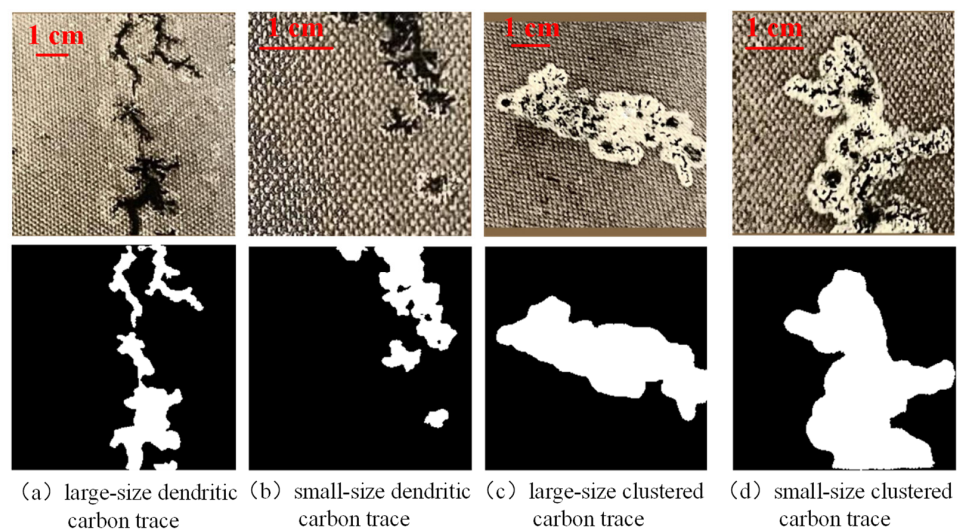 1 cm
1 cm
1 cm
1 cm
（a）large-size dendritic
carbon trace
（b）small-size dendritic
carbon trace
（c）large-size clustered
carbon trace
（d）small-size clustered
carbon trace